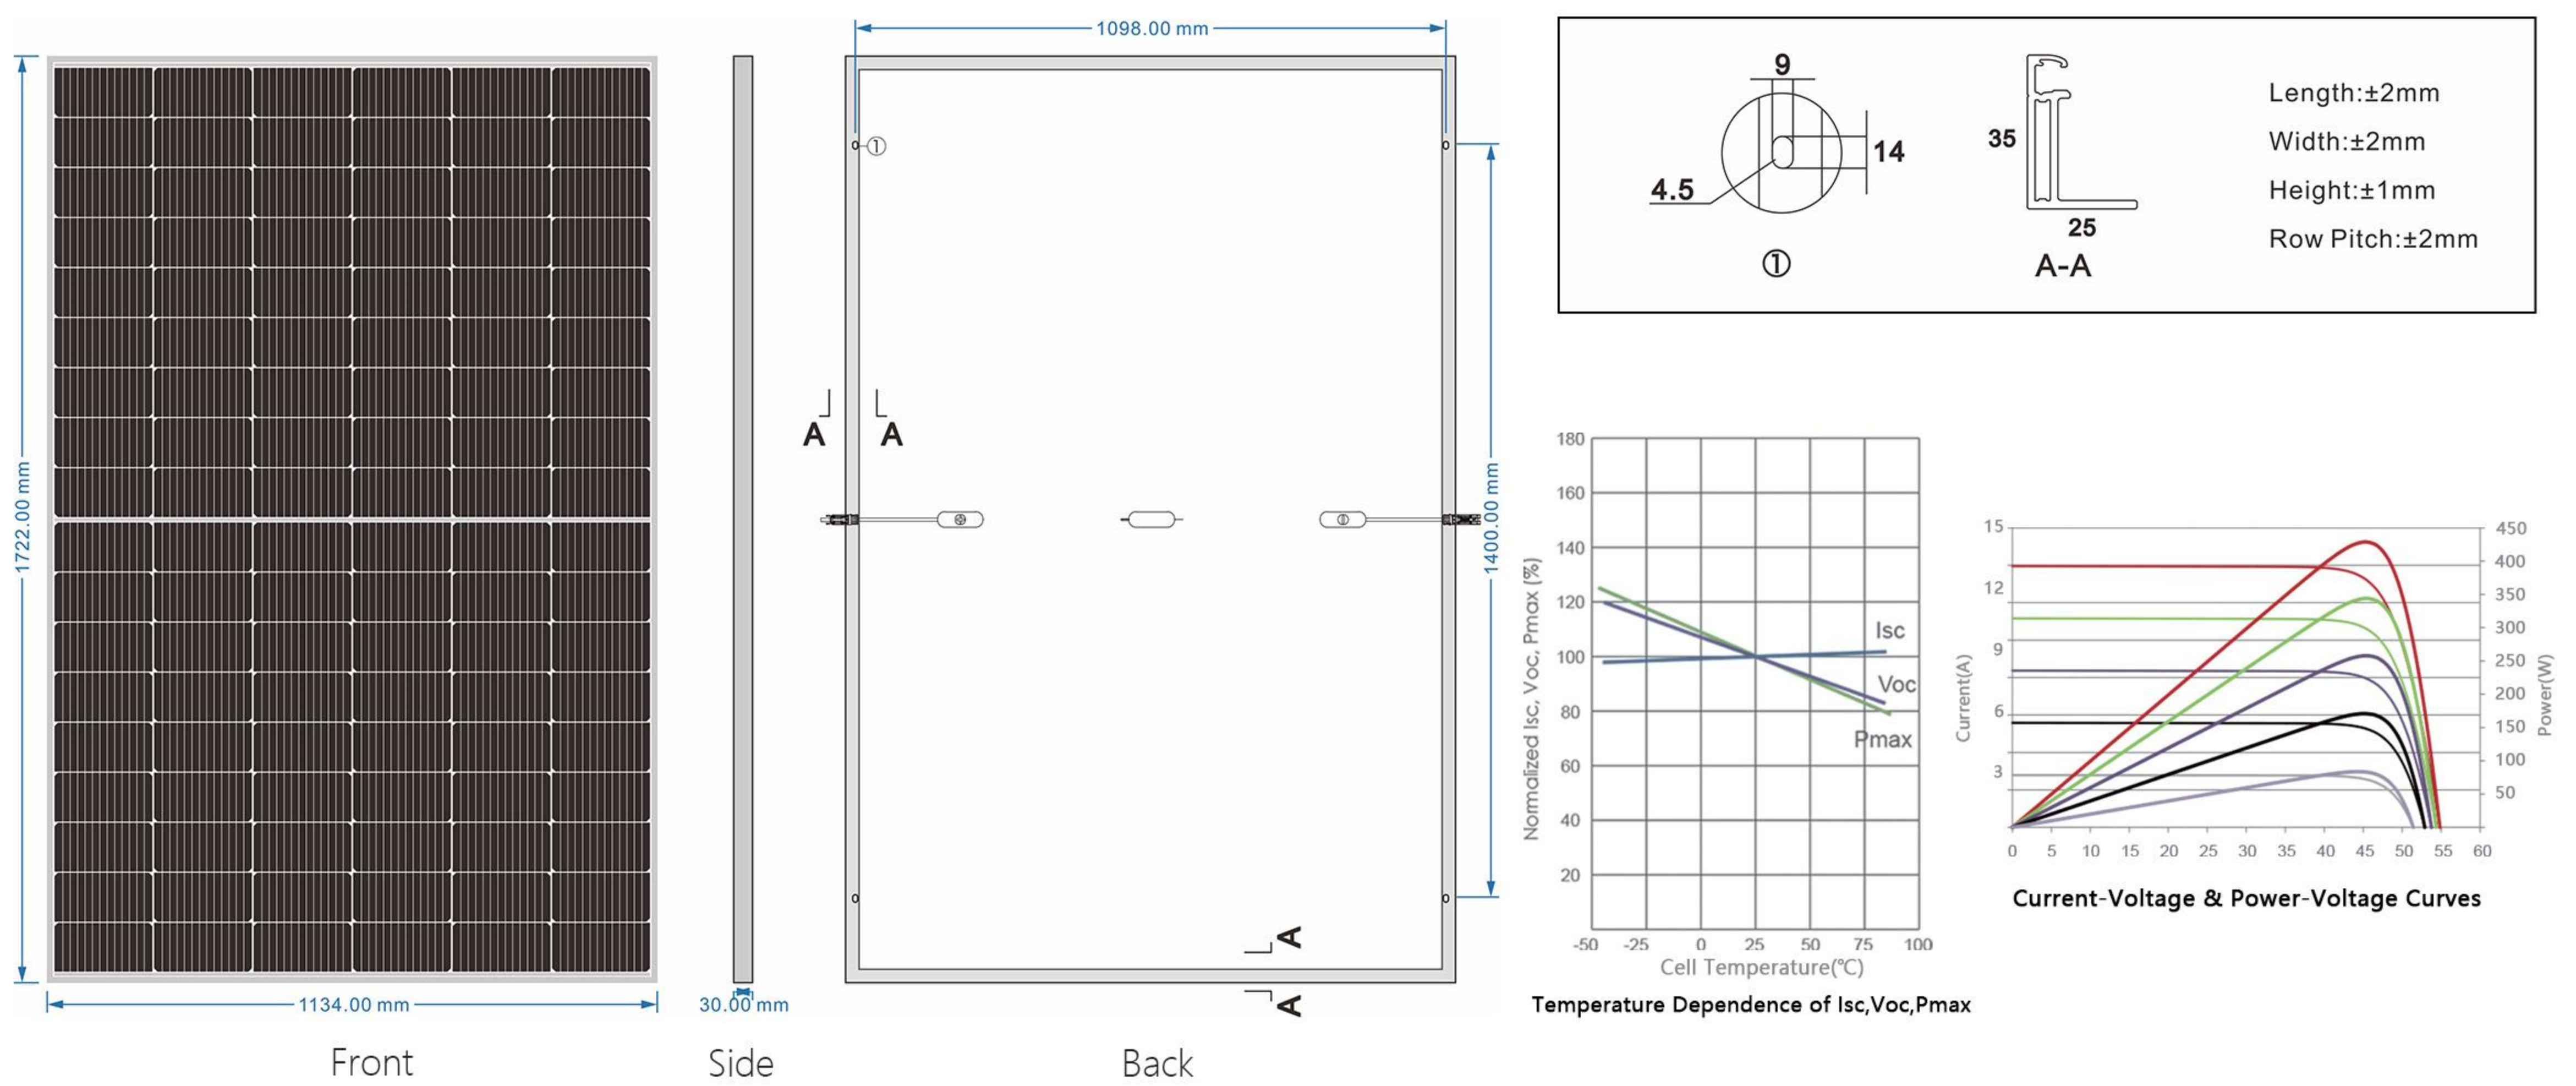 1722.00 mm
1134.00 mm
Front
30.00 mm
Side
1098.00 mm
①
A A
1400.00 mm
A
A
Back
9
14
4.5
①
35
25
A-A
Length:±2mm
Width:±2mm
Height:±1mm
Row Pitch:±2mm
Normalized Isc, Voc, Pmax (%)
180
160
140
120
100
80
60
40
20
Isc
Voc
Pmax
-50 -25 0 25 50 75 100
Cell Temperature(℃)
Temperature Dependence of Isc,Voc,Pmax
Current(A)
15
12
9
6
3
450
400
350
300
250
200
150
100
50
Power(W)
0 5 10 15 20 25 30 35 40 45 50 55 60
Current-Voltage & Power-Voltage Curves